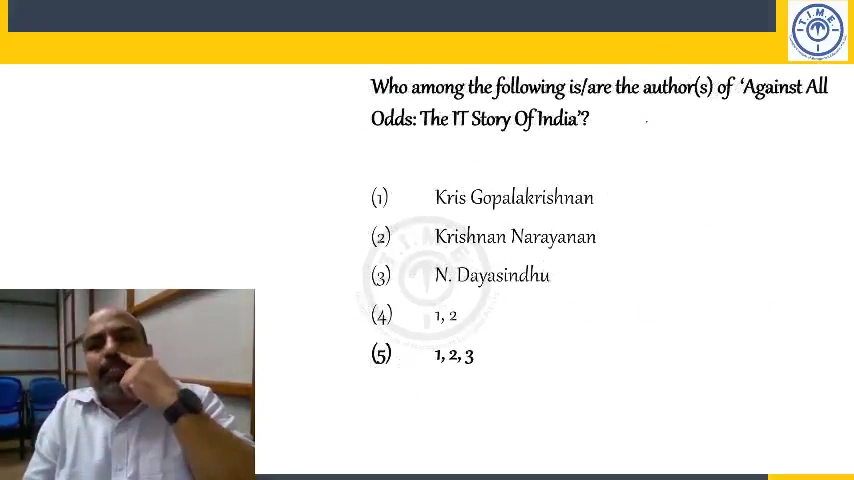 T.I.M.E.
Who among the following is/are the author(s) of ‘Against All
Odds: The IT Story Of India’?
(1) Kris Gopalakrishnan
(2) Krishnan Narayanan
(3) N. Dayasindhu
(4) 1, 2
(5) 1, 2, 3